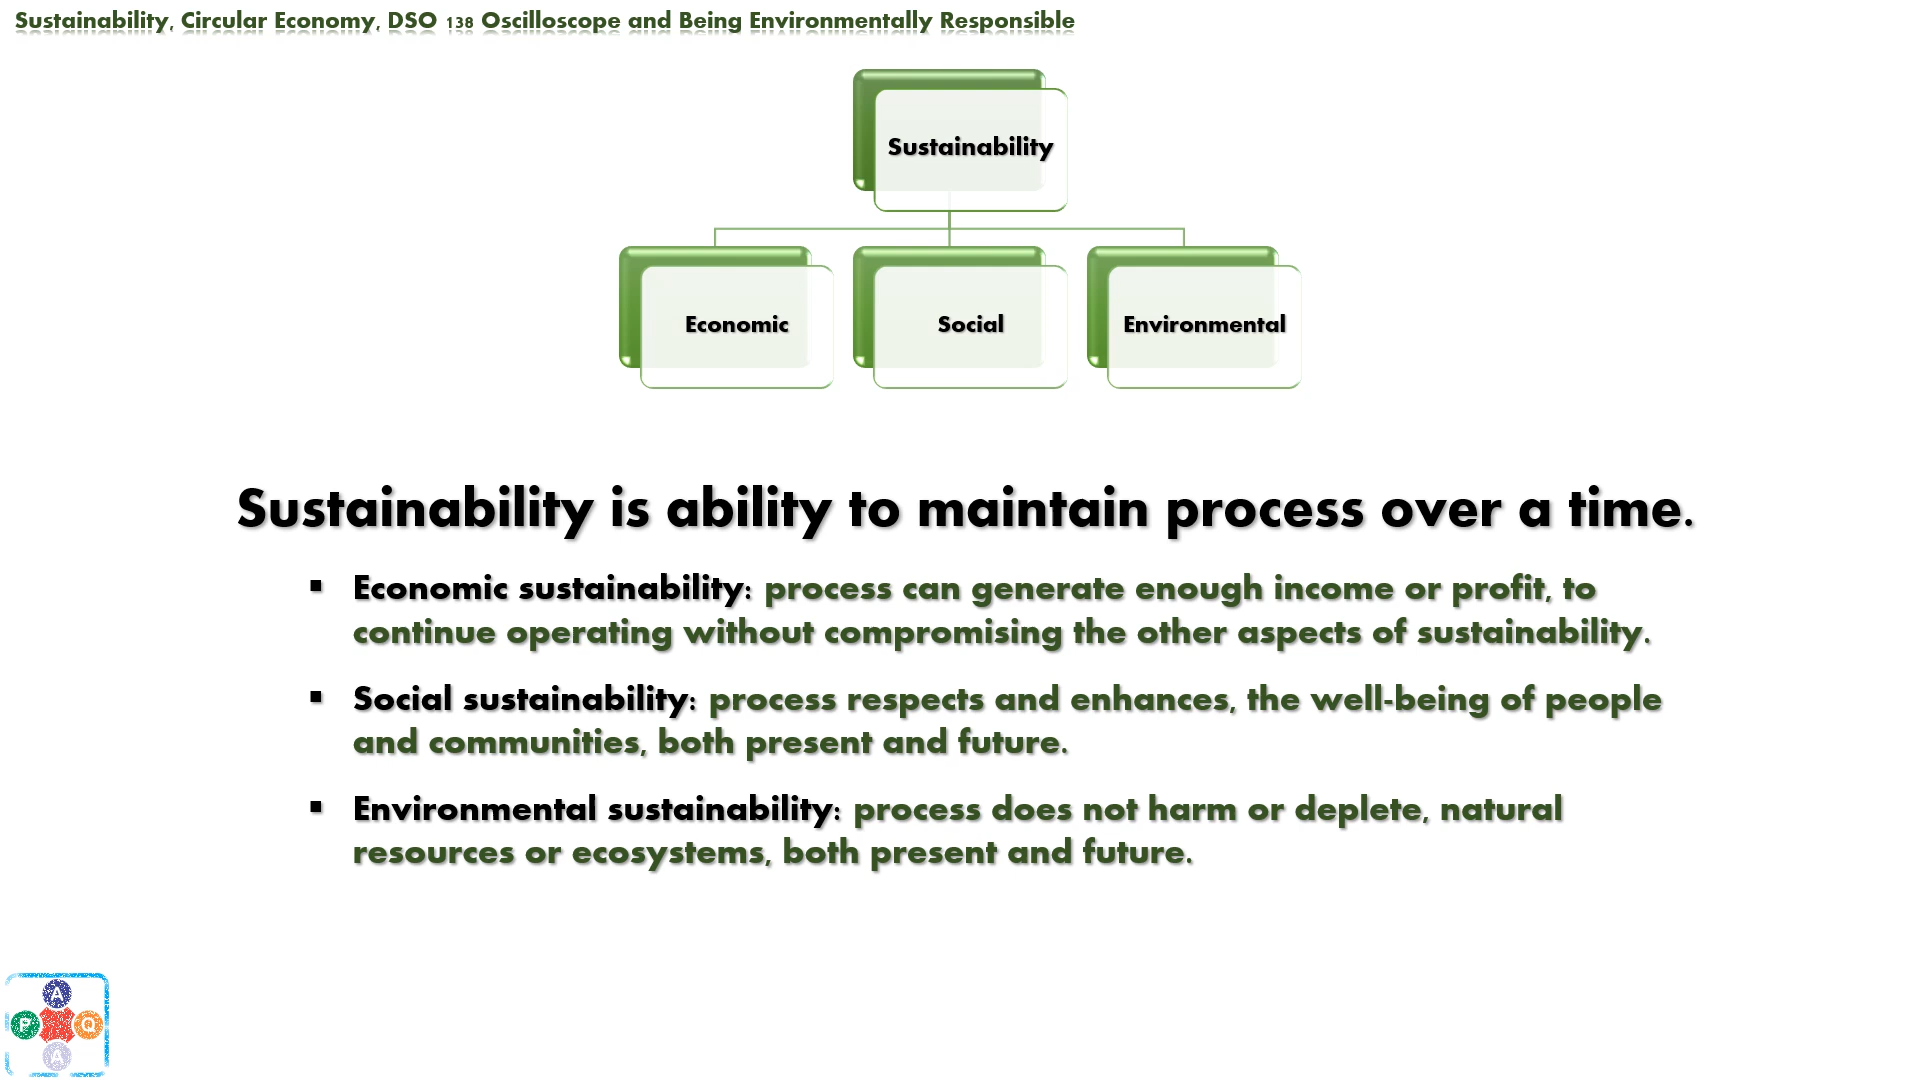 Sustainability, Circular Economy, DSO 138 Oscilloscope and Being Environmentally Responsible
Sustainability
Economic
Social
Environmental
Sustainability is ability to maintain process over a time.
▪ Economic sustainability: process can generate enough income or profit, to
continue operating without compromising the other aspects of sustainability.
▪ Social sustainability: process respects and enhances, the well-being of people
and communities, both present and future.
▪ Environmental sustainability: process does not harm or deplete, natural
resources or ecosystems, both present and future.
A
P Q
A